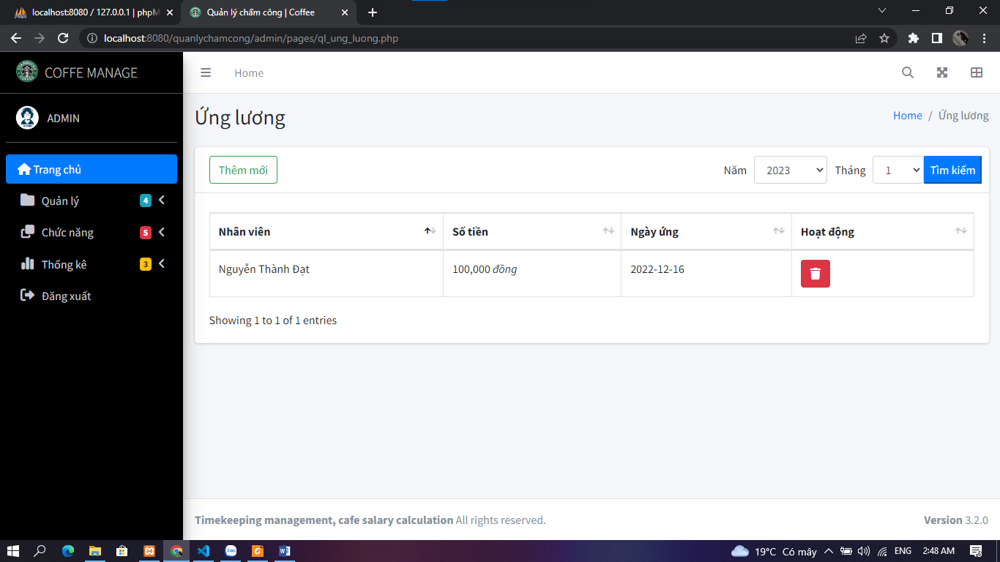 localhost:8080 / 127.0.0.1 | phpM
Quản lý chấm công | Coffee
localhost:8080/quanlychamcong/admin/pages/ql_ung_luong.php
COFFE MANAGE
Home
ADMIN
Ứng lương
Home / Ứng lương
Trang chủ
Quản lý 4
Chức năng 5
Thống kê 3
Đăng xuất
Thêm mới
Năm 2023 Tháng 1 Tìm kiếm
Nhân viên Số tiền Ngày ứng Hoạt động
Nguyễn Thành Đạt 100,000 đồng 2022-12-16
Showing 1 to 1 of 1 entries
Timekeeping management, cafe salary calculation All rights reserved.
Version 3.2.0
Zalo
19°C Có mây
ENG
2:48 AM